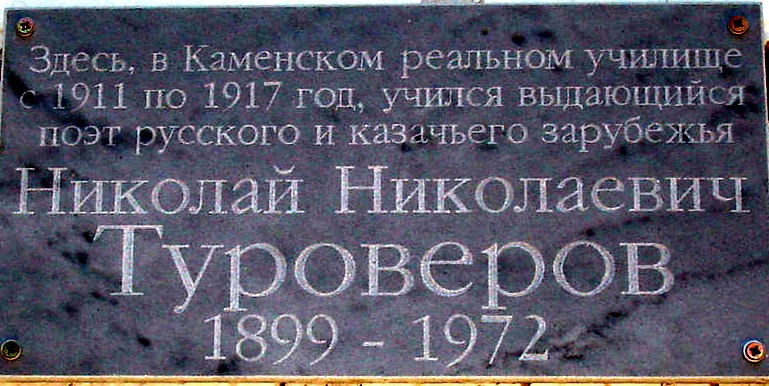 Здесь, в Каменском реальном училище
с 1911 по 1917 год, учился выдающийся
поэт русского и казачьего зарубежья
Николай Николаевич
Туроверов
1899 - 1972